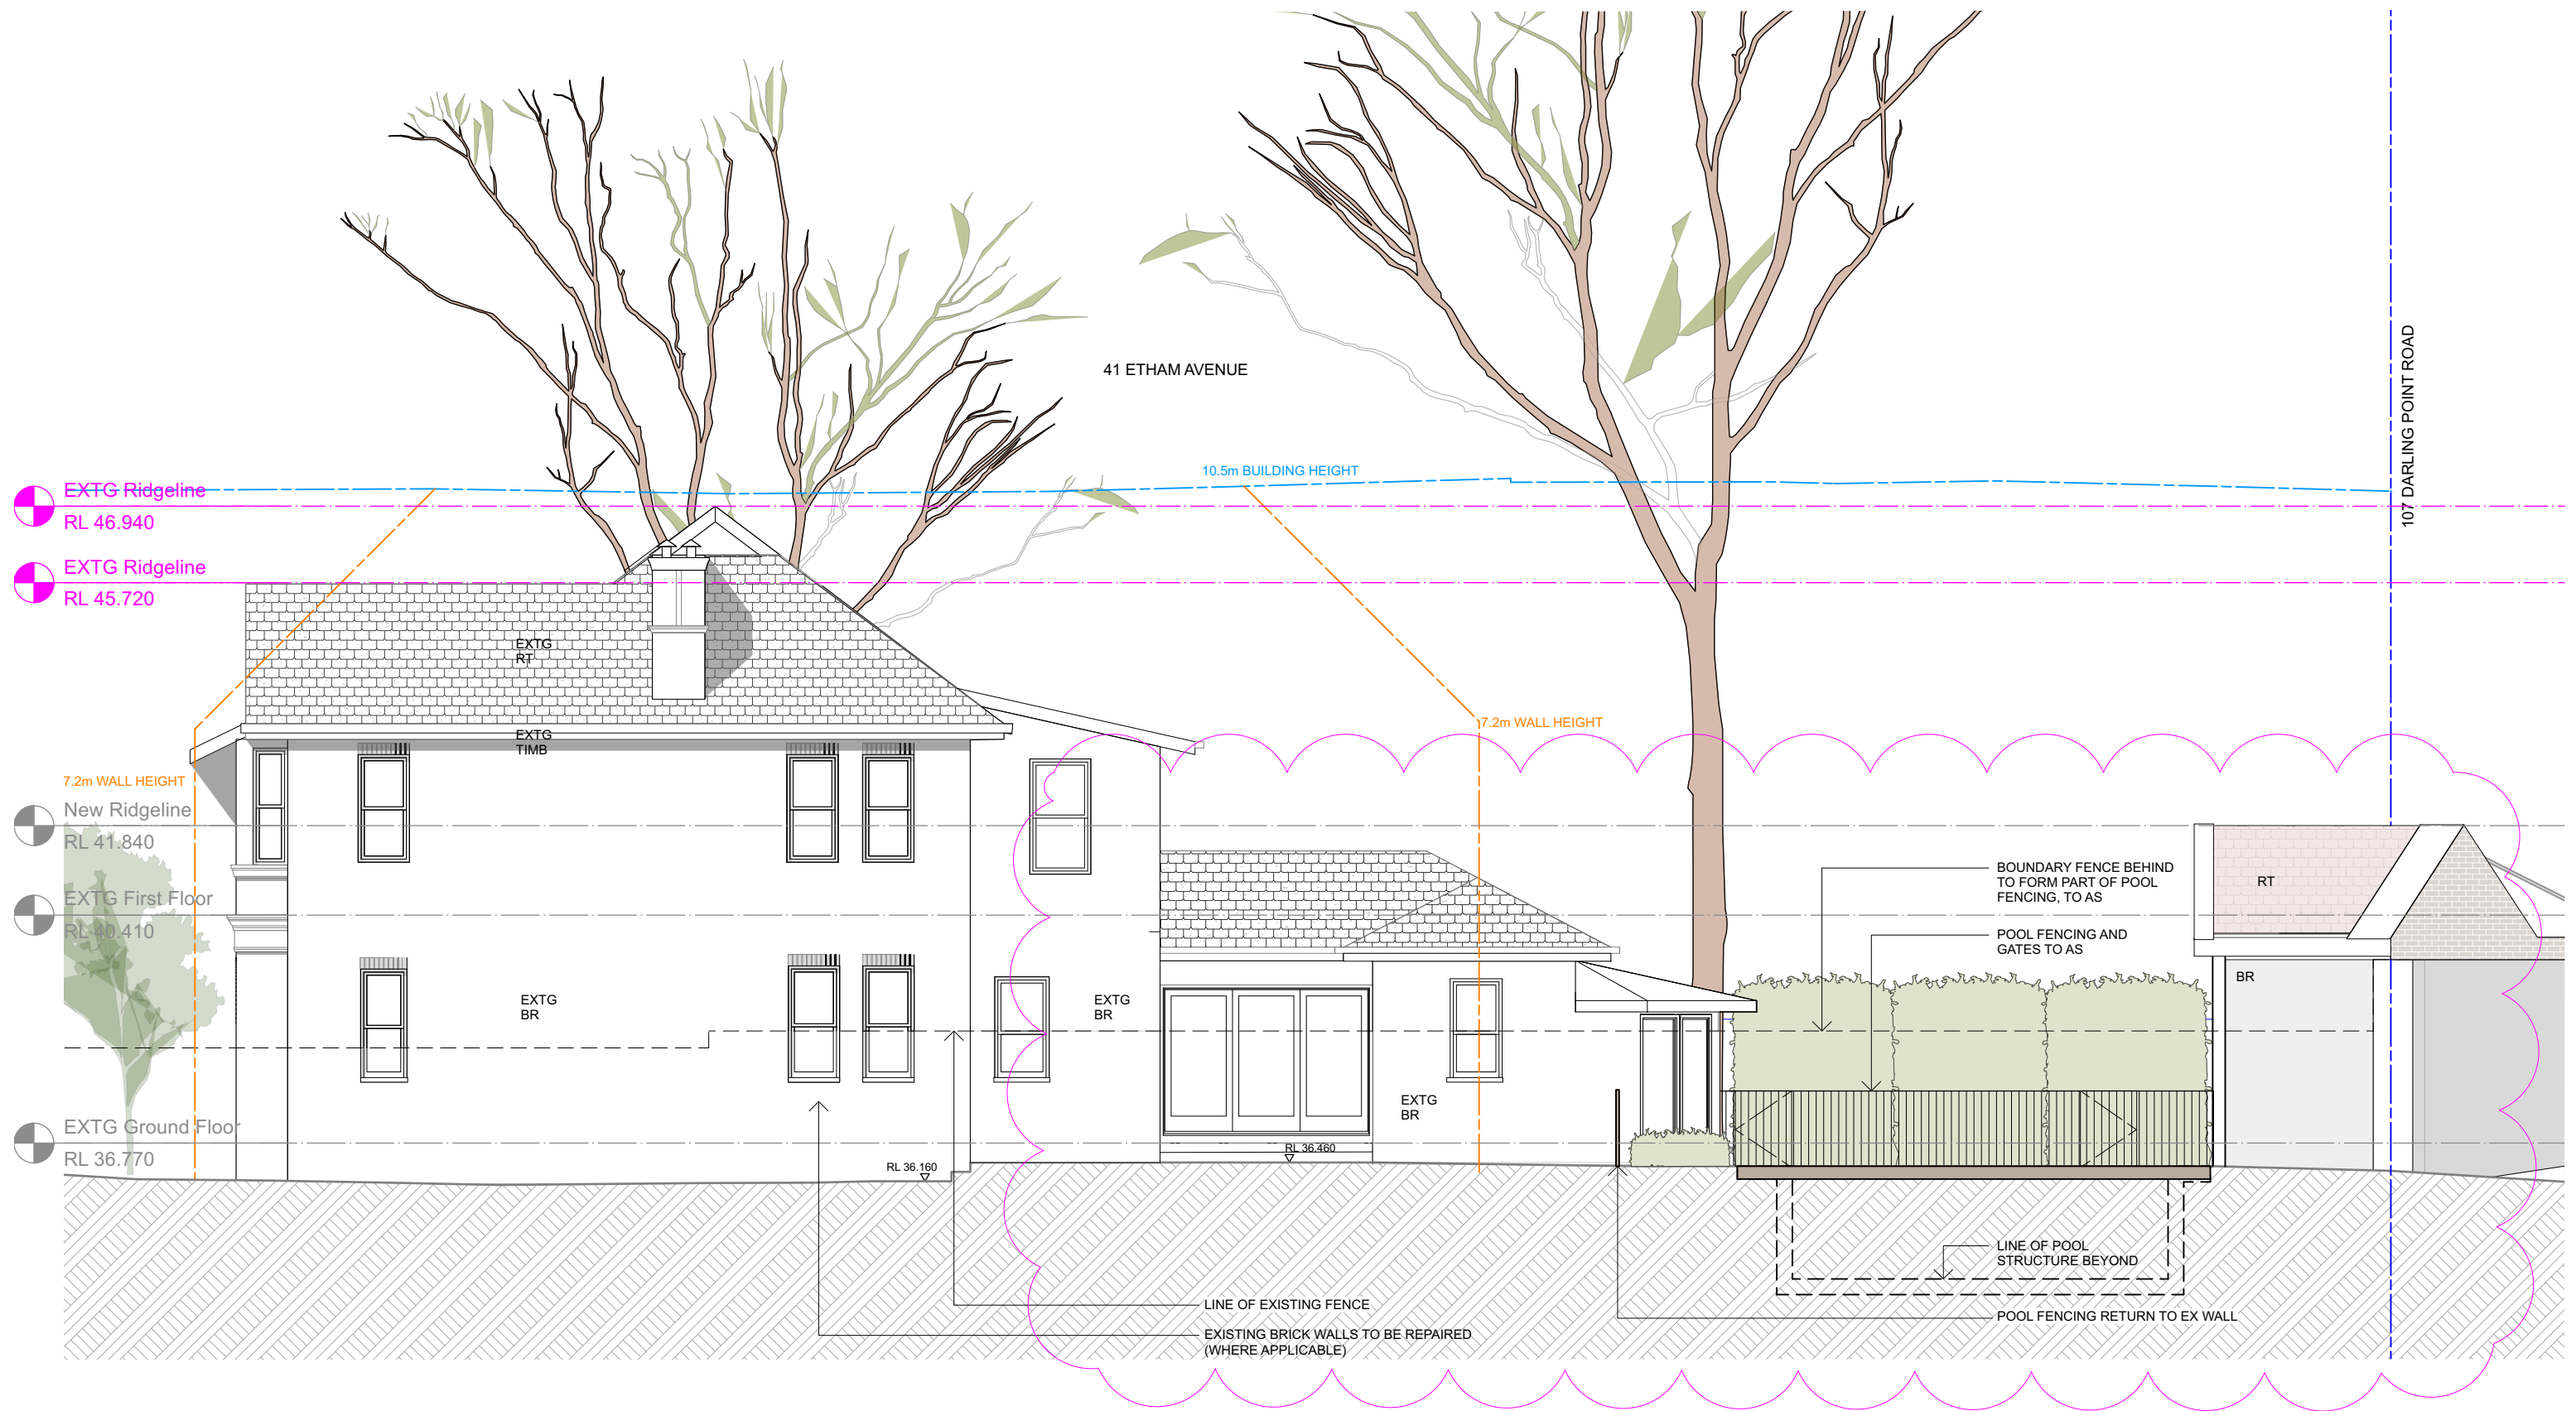 41 ETHAM AVENUE
107 DARLING POINT ROAD
10.5m BUILDING HEIGHT
EXTG Ridgeline
RL 46.940
EXTG Ridgeline
RL 45.720
EXTG
RT
7.2m WALL HEIGHT
EXTG
TIMB
7.2m WALL HEIGHT
New Ridgeline
RL 41.840
EXTG First Floor
RL 40.410
BOUNDARY FENCE BEHIND
TO FORM PART OF POOL
FENCING, TO AS
RT
POOL FENCING AND
GATES TO AS
BR
EXTG
BR
EXTG
BR
EXTG
BR
EXTG Ground Floor
RL 36.770
RL 36.460
RL 36.160
LINE OF POOL
STRUCTURE BEYOND
LINE OF EXISTING FENCE
POOL FENCING RETURN TO EX WALL
EXISTING BRICK WALLS TO BE REPAIRED
(WHERE APPLICABLE)